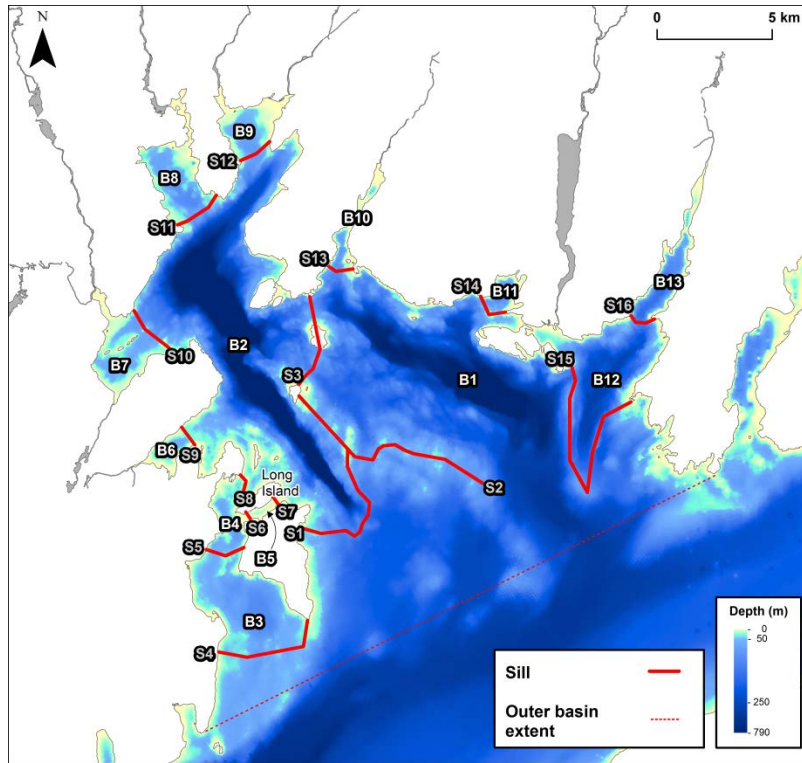 N
0 5 km
B9
S12
B8
S11
B10
S13
S14
B11
B13
S16
B2
S10
B7
S3
B1
S15
B12
B6
S9
S2
Long
Island
S8
S7
B4
S6
S1
S5
B5
B3
S4
Depth (m)
0
50
250
790
Sill
Outer basin
extent